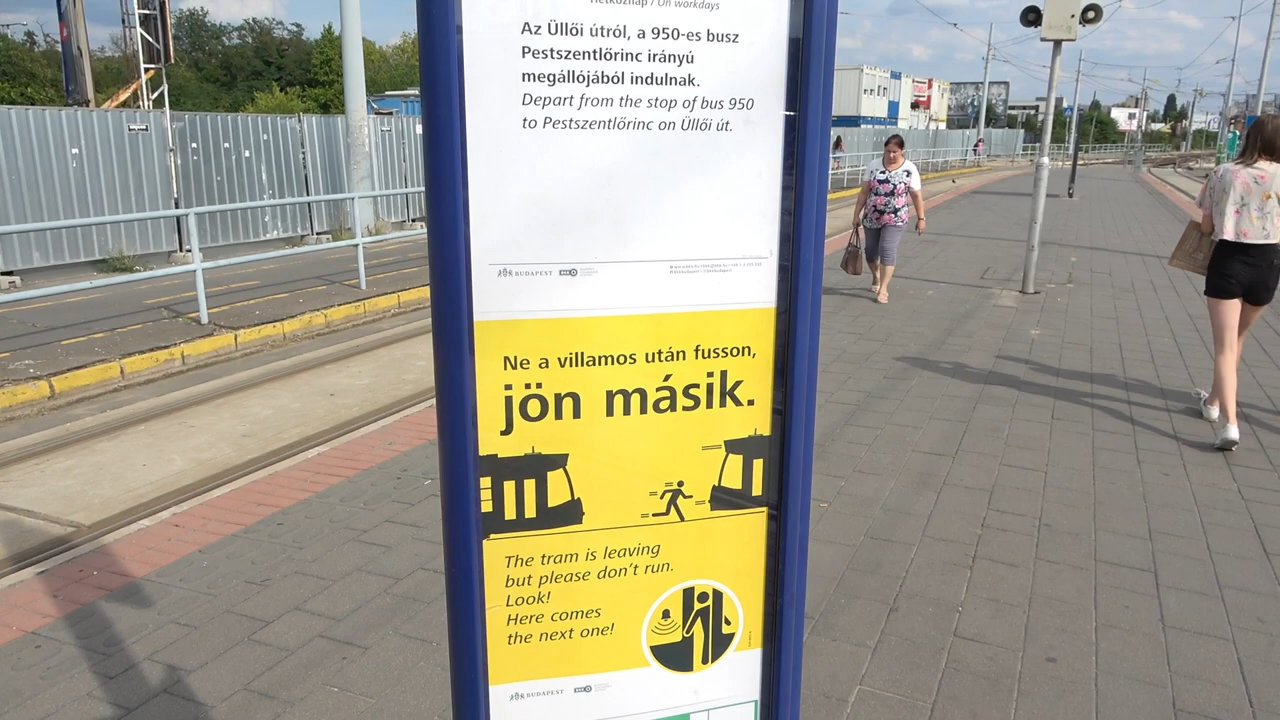 Hétköznap / On workdays
Az Üllői útról, a 950-es busz
Pestszentlőrinc irányú
megállójából indulnak.
Depart from the stop of bus 950
to Pestszentlőrinc on Üllői út.
BUDAPEST
Ne a villamos után fusson,
jön másik.
The tram is leaving
but please don't run.
Look!
Here comes
the next one!
BUDAPEST